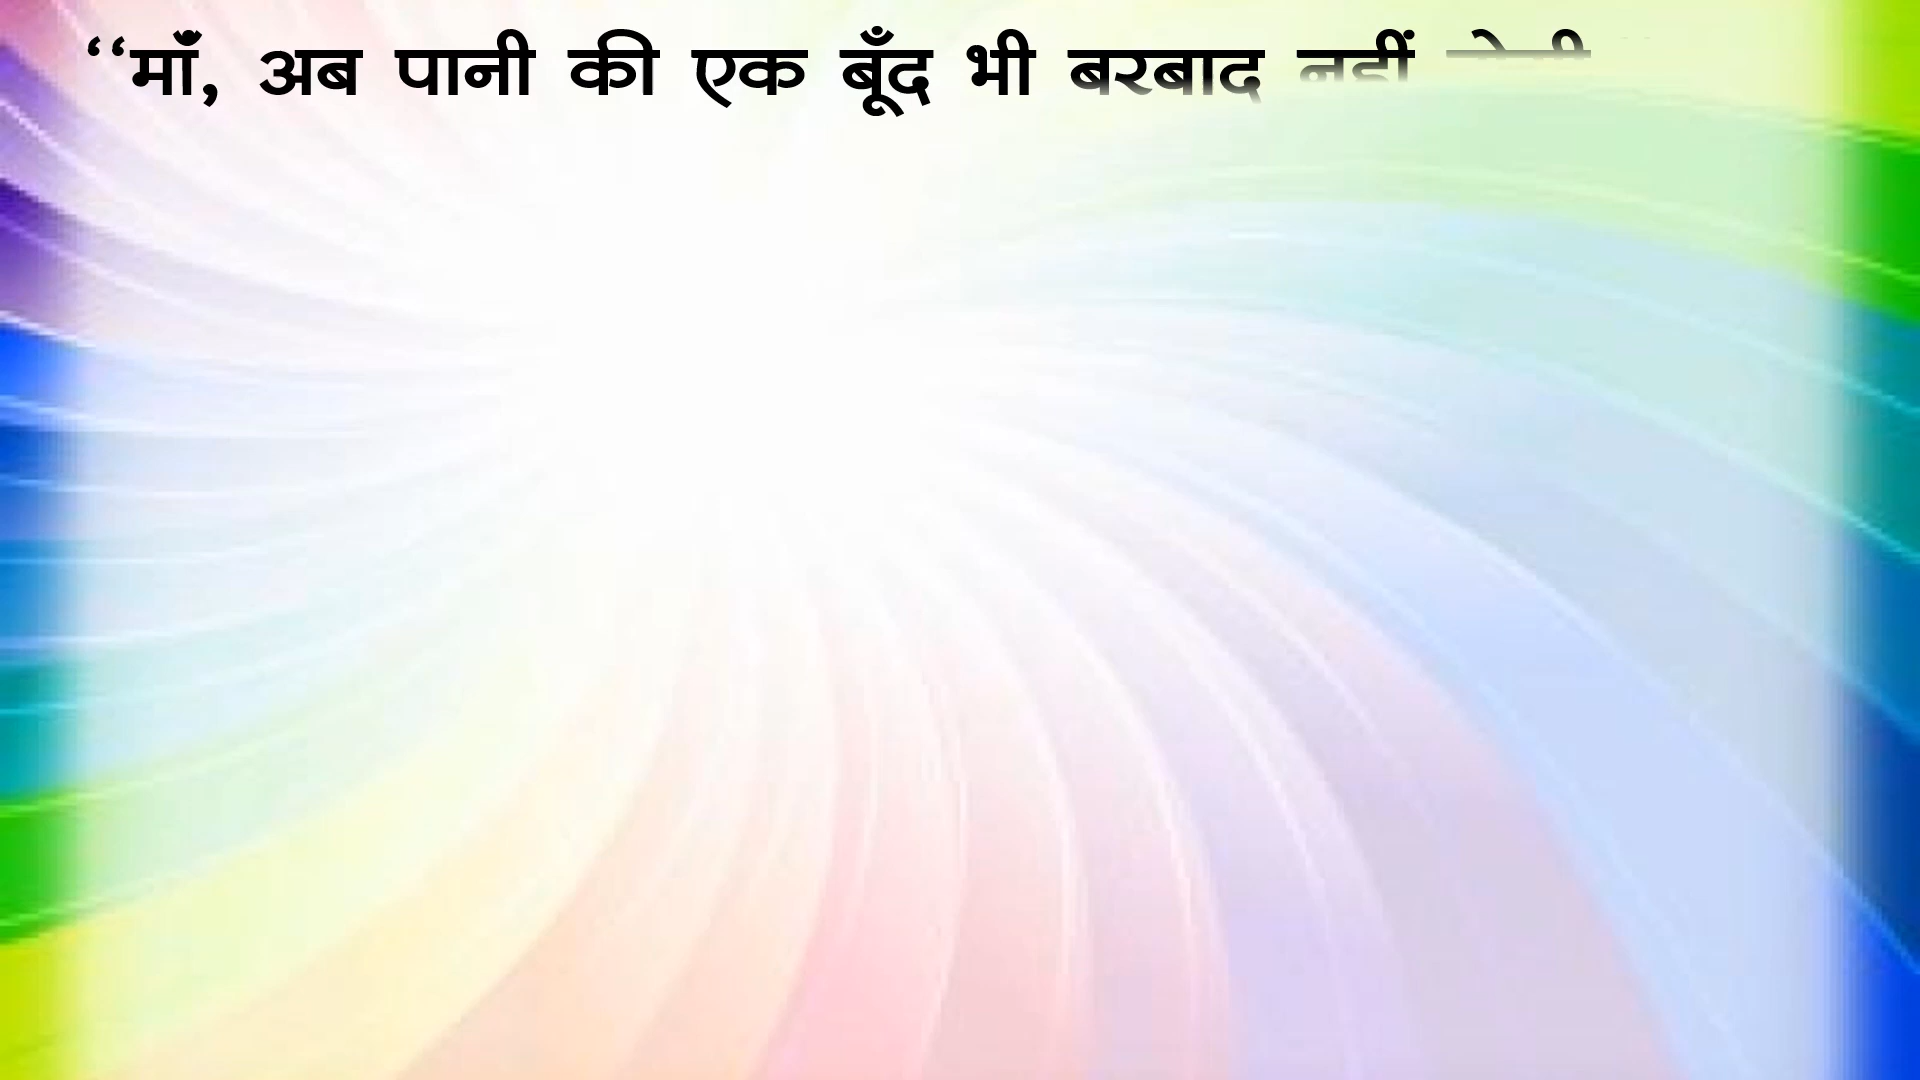 ‘‘माँ, अब पानी की एक बूँद भी बरबाद नहीं